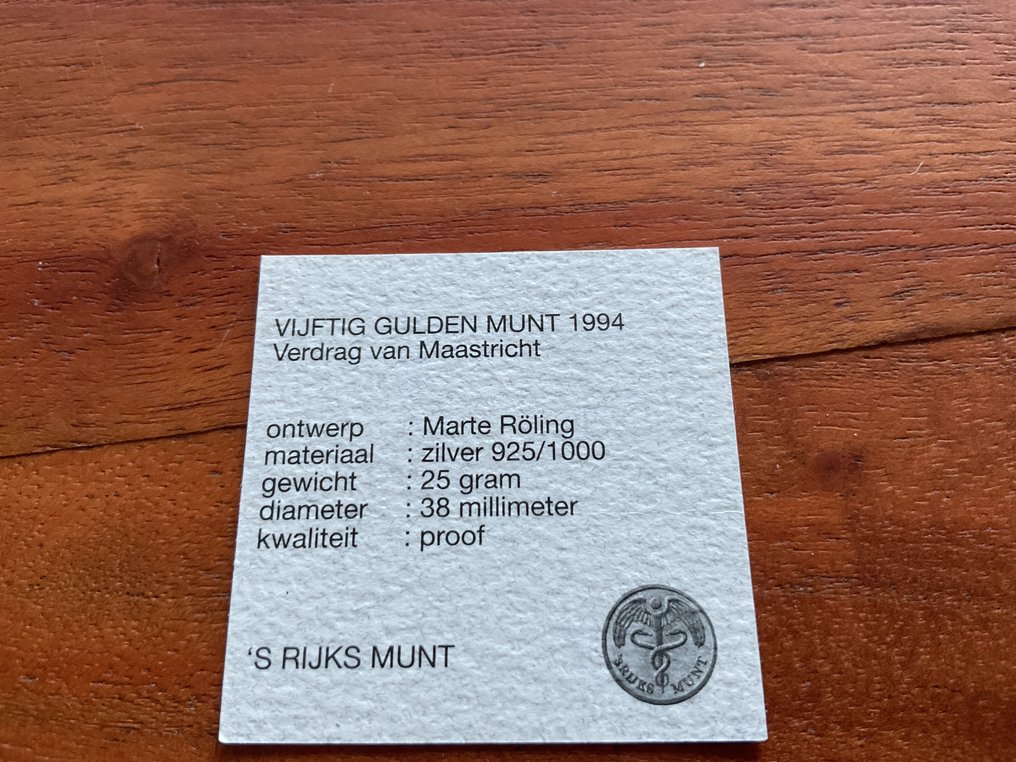 VIJFTIG GULDEN MUNT 1994
Verdrag van Maastricht
ontwerp : Marte Röling
materiaal : zilver 925/1000
gewicht : 25 gram
diameter : 38 millimeter
kwaliteit : proof
'S RIJKS MUNT
'S RIJKS MUNT